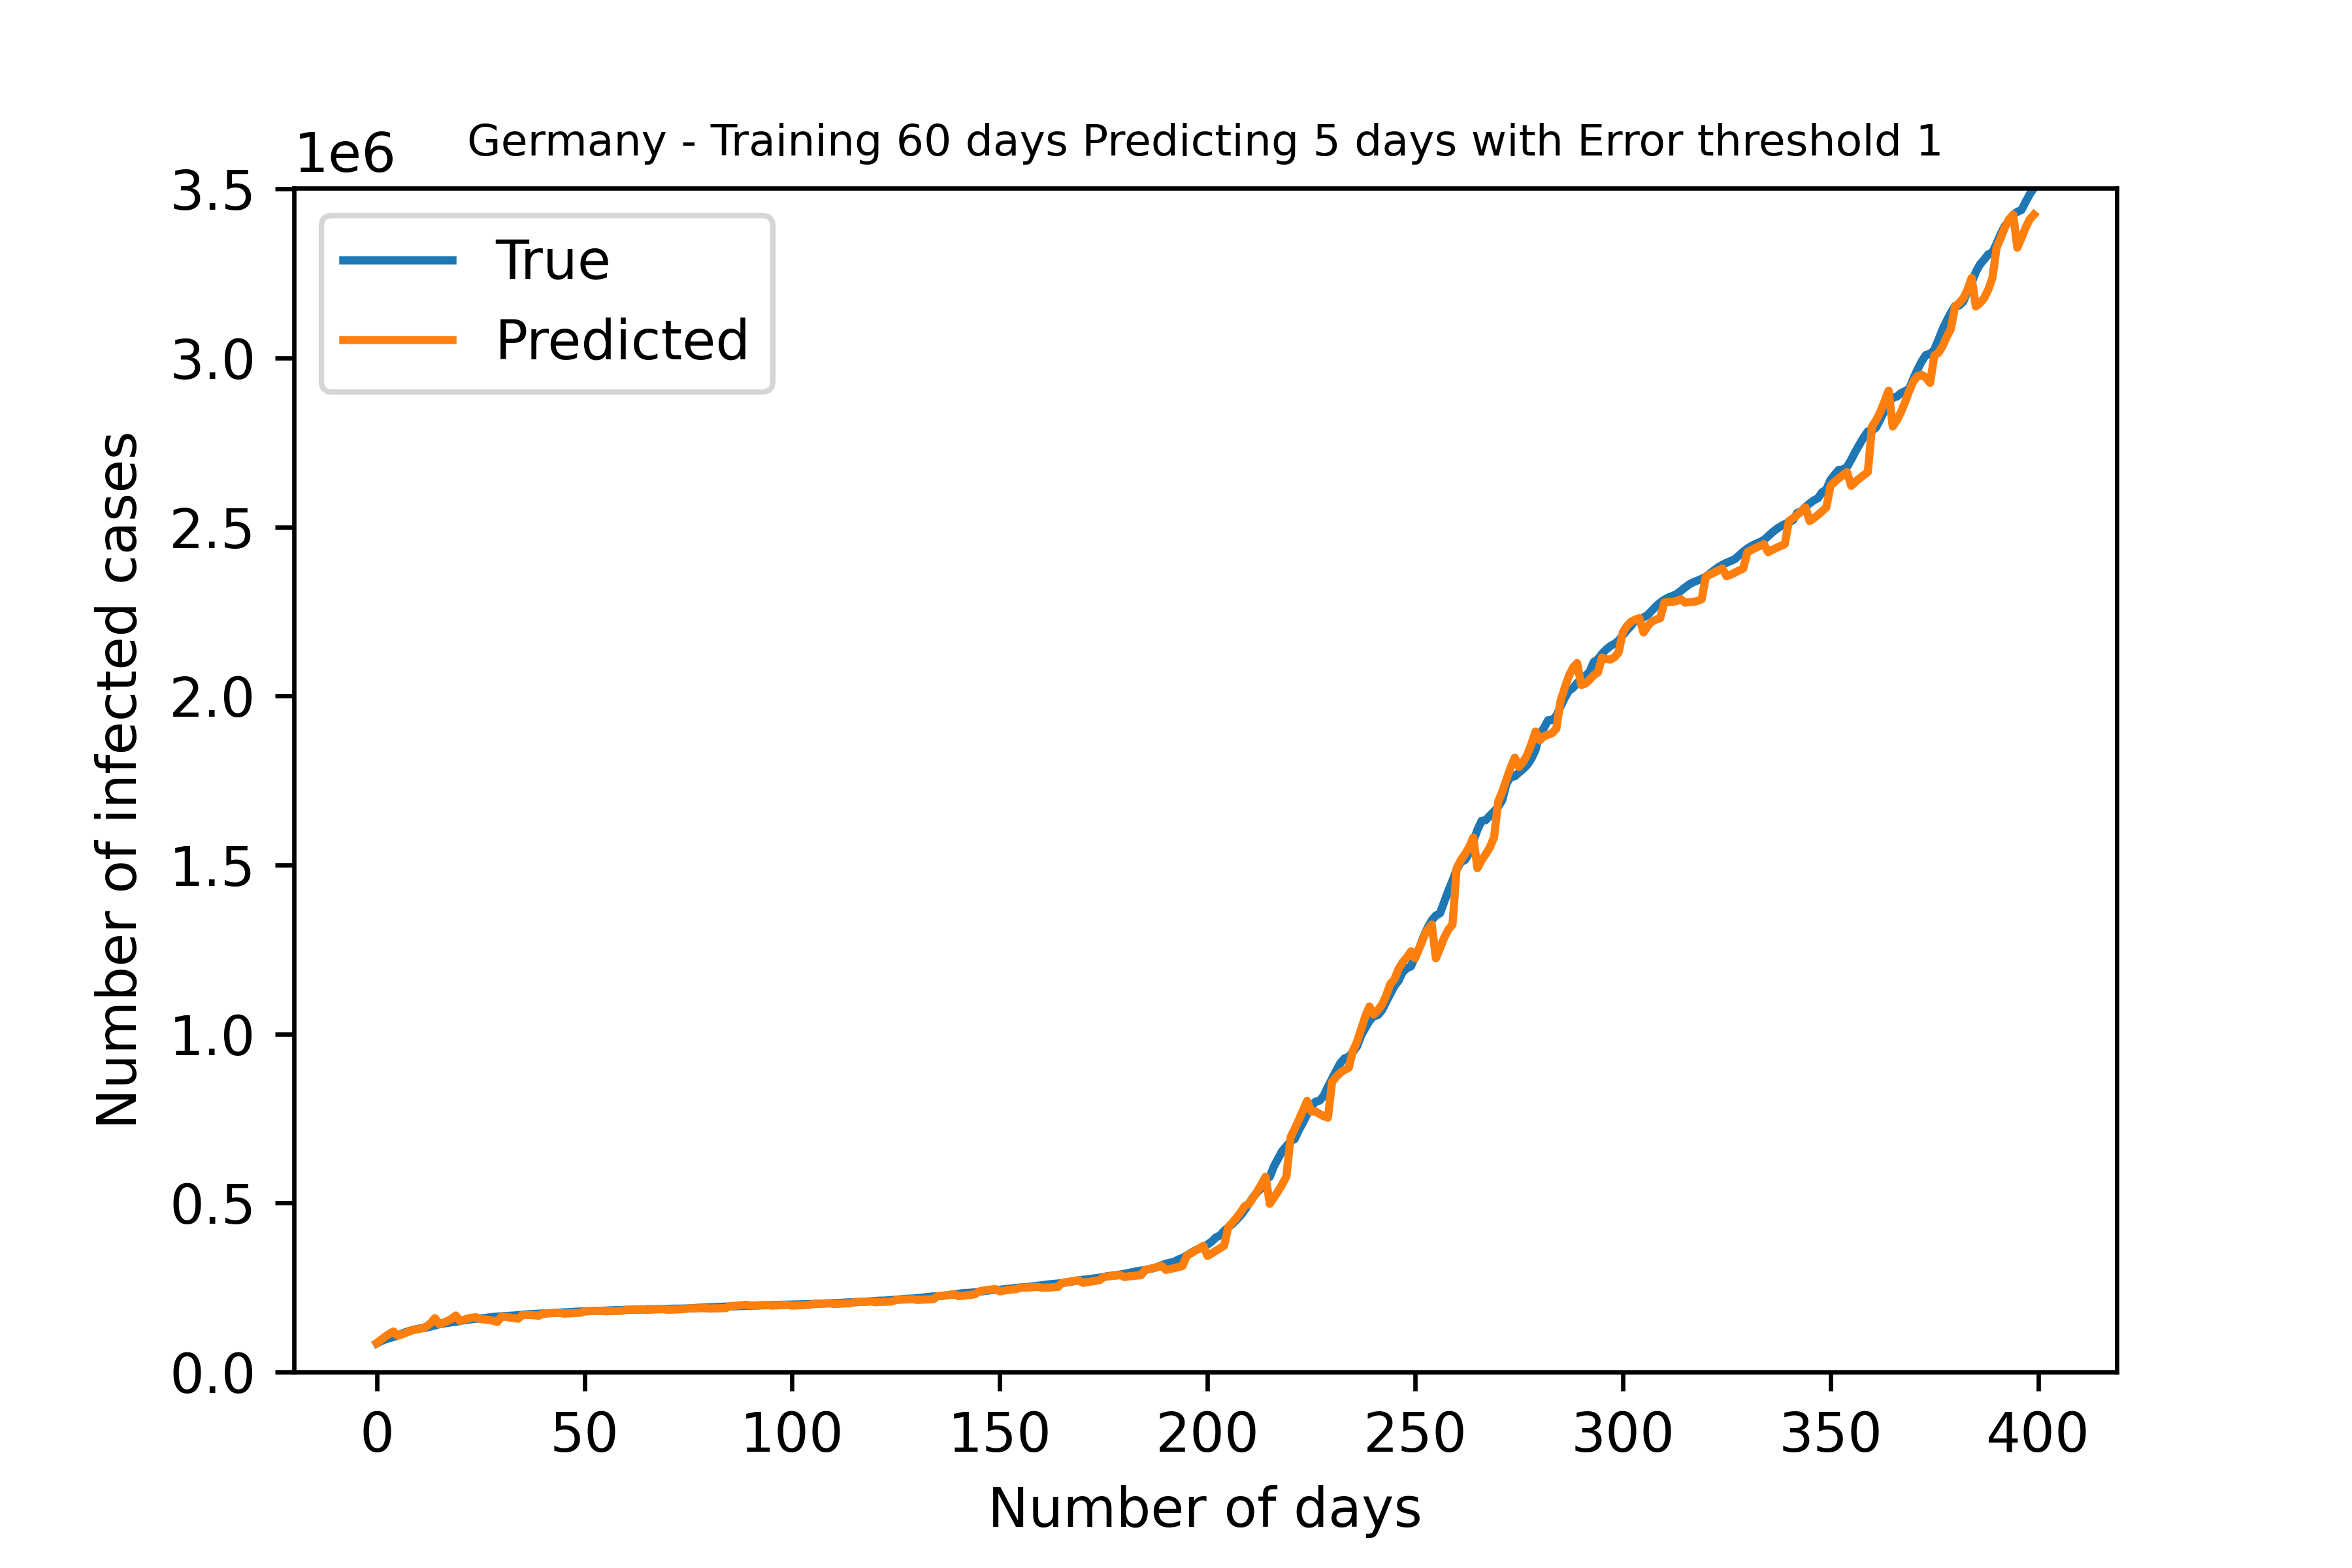 Germany - Training 60 days Predicting 5 days with Error threshold 1
1e6
True
Predicted
3.5
3.0
2.5
2.0
1.5
1.0
0.5
0.0
Number of infected cases
0 50 100 150 200 250 300 350 400
Number of days